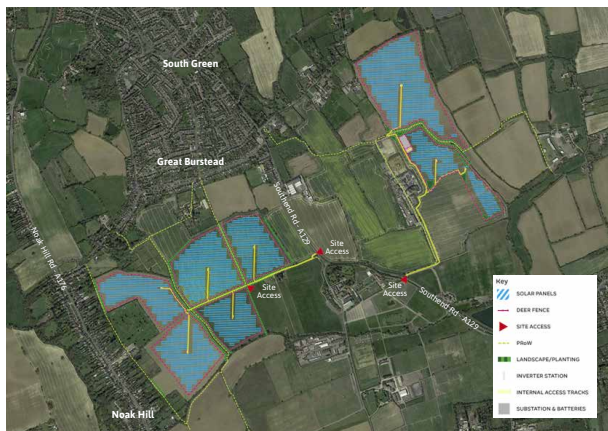 South Green
Great Burstead
Southend Rd - A129
Noak Hill Rd - A176
Site
Access
Site
Access
Site
Access
Southead Rd - A129
Noak Hill
Key
SOLAR PANELS
DEER FENCE
SITE ACCESS
PRoW
LANDSCAPE/PLANTING
INVERTER STATION
INTERNAL ACCESS TRACKS
SUBSTATION & BATTERIES